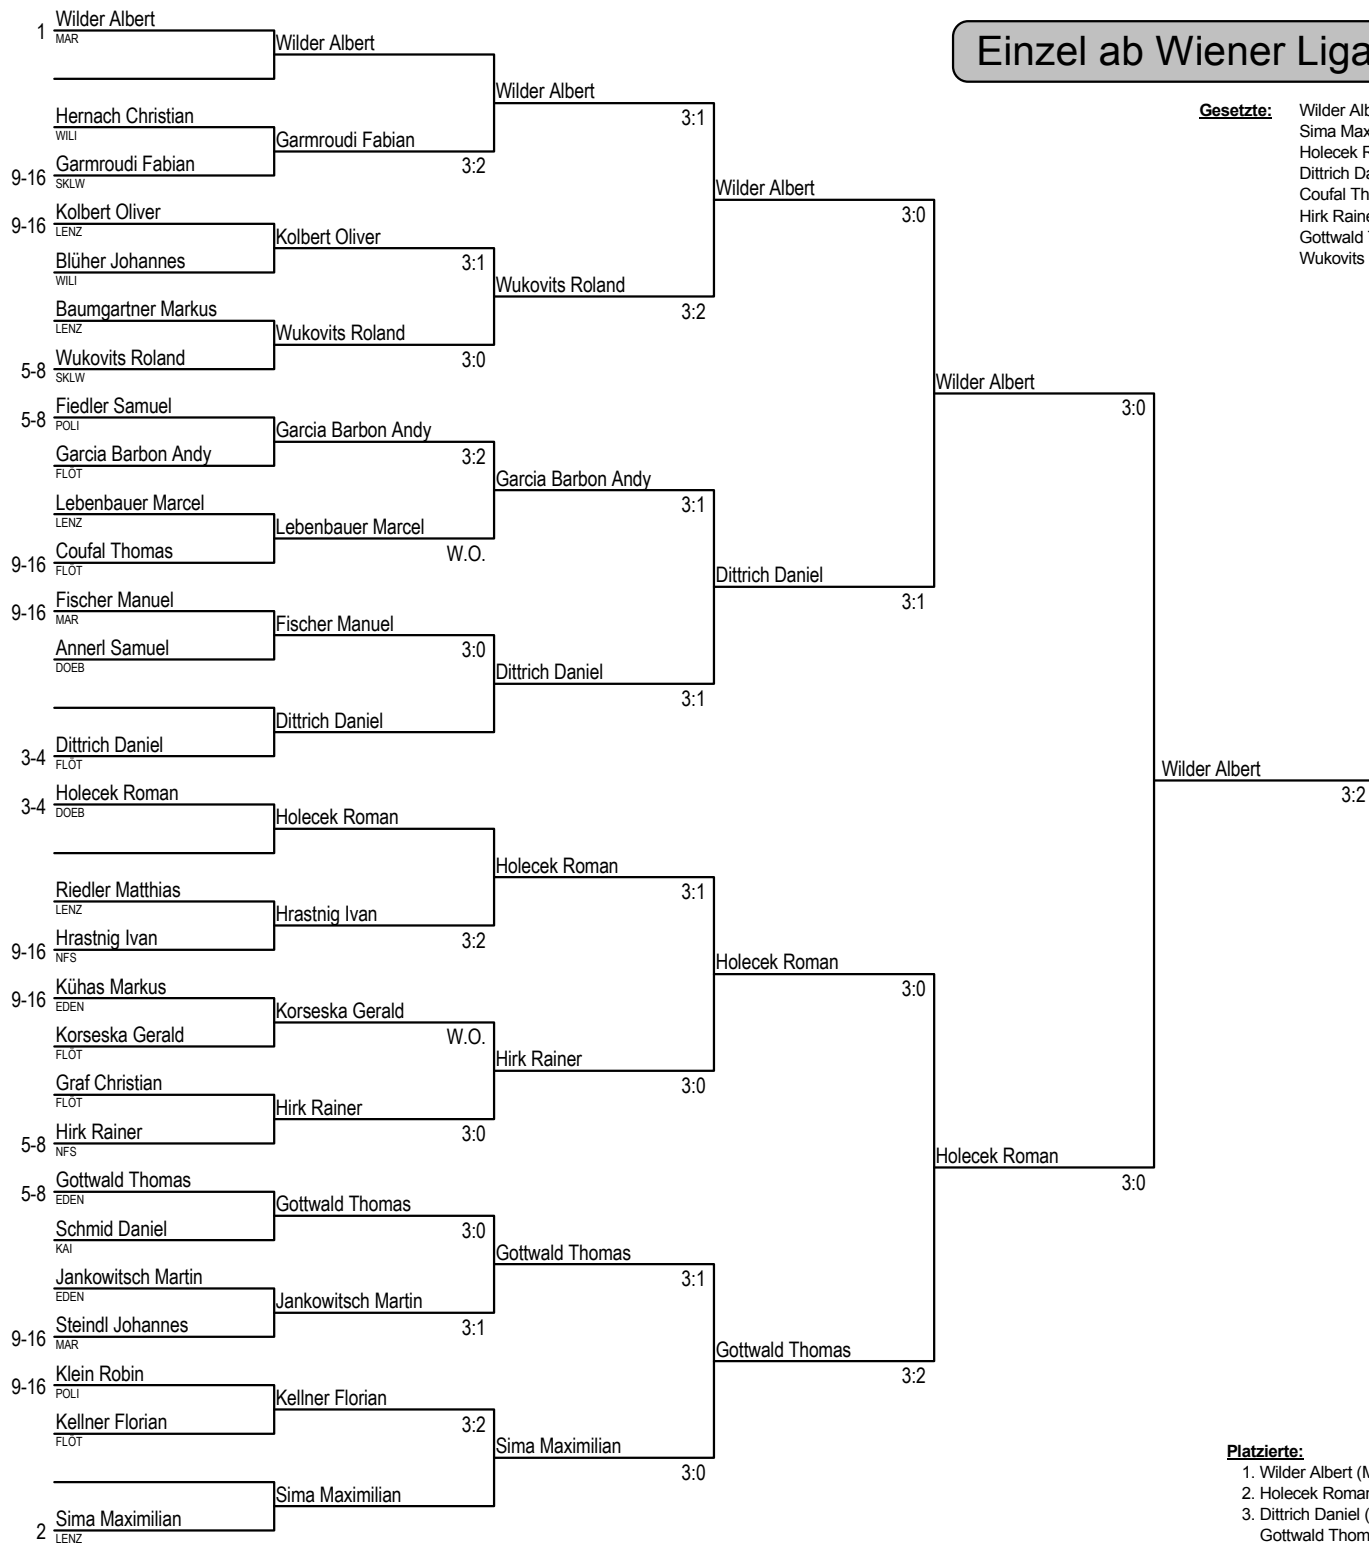 Einzel ab Wiener Liga
Gesetzte:
Wilder Alb
Sima Max
Holecek R
Dittrich Da
Coufal Th
Hirk Raine
Gottwald
Wukovits
1
Wilder Albert
MAR
Hernach Christian
WILI
9-16
Garmroudi Fabian
SKLW
9-16
Kolbert Oliver
LENZ
Blüher Johannes
WILI
Baumgartner Markus
LENZ
5-8
Wukovits Roland
SKLW
5-8
Fiedler Samuel
POLI
Garcia Barbon Andy
FLÖT
Lebenbauer Marcel
LENZ
9-16
Coufal Thomas
FLÖT
9-16
Fischer Manuel
MAR
Annerl Samuel
DOEB
3-4
Dittrich Daniel
FLÖT
3-4
Holecek Roman
DOEB
Riedler Matthias
LENZ
9-16
Hrastnig Ivan
NFS
9-16
Kühas Markus
EDEN
Korseska Gerald
FLÖT
Graf Christian
FLÖT
5-8
Hirk Rainer
NFS
5-8
Gottwald Thomas
EDEN
Schmid Daniel
KAI
Jankowitsch Martin
EDEN
9-16
Steindl Johannes
MAR
9-16
Klein Robin
POLI
Kellner Florian
FLÖT
2
Sima Maximilian
LENZ
Wilder Albert
Garmroudi Fabian
3:2
Kolbert Oliver
3:1
Wukovits Roland
3:0
Garcia Barbon Andy
3:2
Lebenbauer Marcel
W.O.
Fischer Manuel
3:0
Dittrich Daniel
Holecek Roman
Hrastnig Ivan
3:2
Korseska Gerald
W.O.
Hirk Rainer
3:0
Gottwald Thomas
3:0
Jankowitsch Martin
3:1
Kellner Florian
3:2
Sima Maximilian
Wilder Albert
3:1
Wukovits Roland
3:2
Garcia Barbon Andy
3:1
Dittrich Daniel
3:1
Holecek Roman
3:1
Hirk Rainer
3:0
Gottwald Thomas
3:1
Sima Maximilian
3:0
Wilder Albert
3:0
Dittrich Daniel
3:1
Holecek Roman
3:0
Gottwald Thomas
3:2
Wilder Albert
3:0
Holecek Roman
3:0
Wilder Albert
3:2
Platzierte:
1. Wilder Albert (M
2. Holecek Roman
3. Dittrich Daniel (
Gottwald Thom